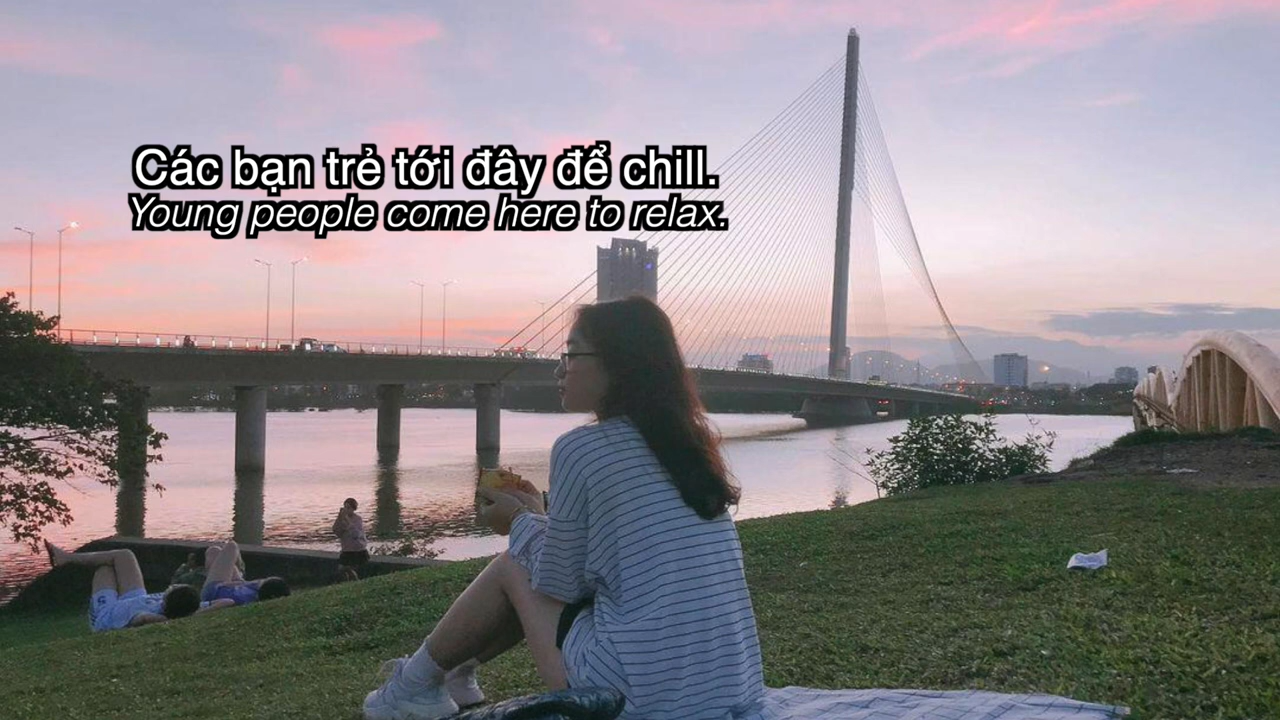 Các bạn trẻ tới đây để chill.
Young people come here to relax.